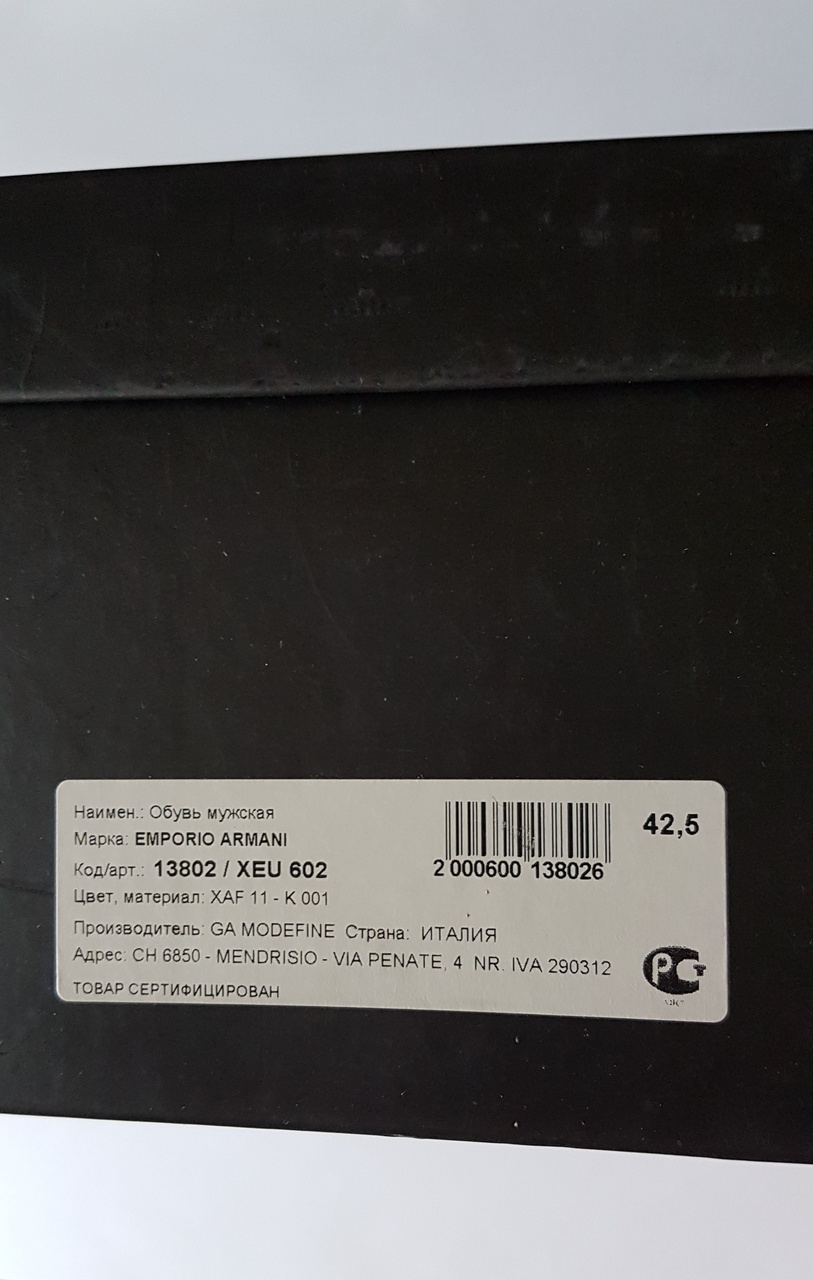 Наимен.: Обувь мужская
Марка: EMPORIO ARMANI
Код/арт.: 13802 / XEU 602
Цвет, материал: XAF 11 - K 001
Производитель: GA MODEFINE Страна: ИТАЛИЯ
Адрес: CH 6850 - MENDRISIO - VIA PENATE, 4 NR. IVA 290312
ТОВАР СЕРТИФИЦИРОВАН
2 000600 138026
42,5
РСТ